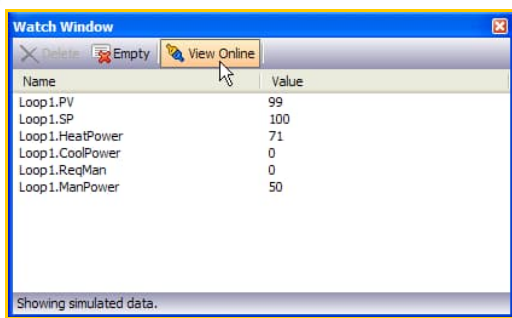 Watch Window
Delete Empty View Online
Name Value
Loop1.PV 99
Loop1.SP 100
Loop1.HeatPower 71
Loop1.CoolPower 0
Loop1.ReqMan 0
Loop1.ManPower 50
Showing simulated data.